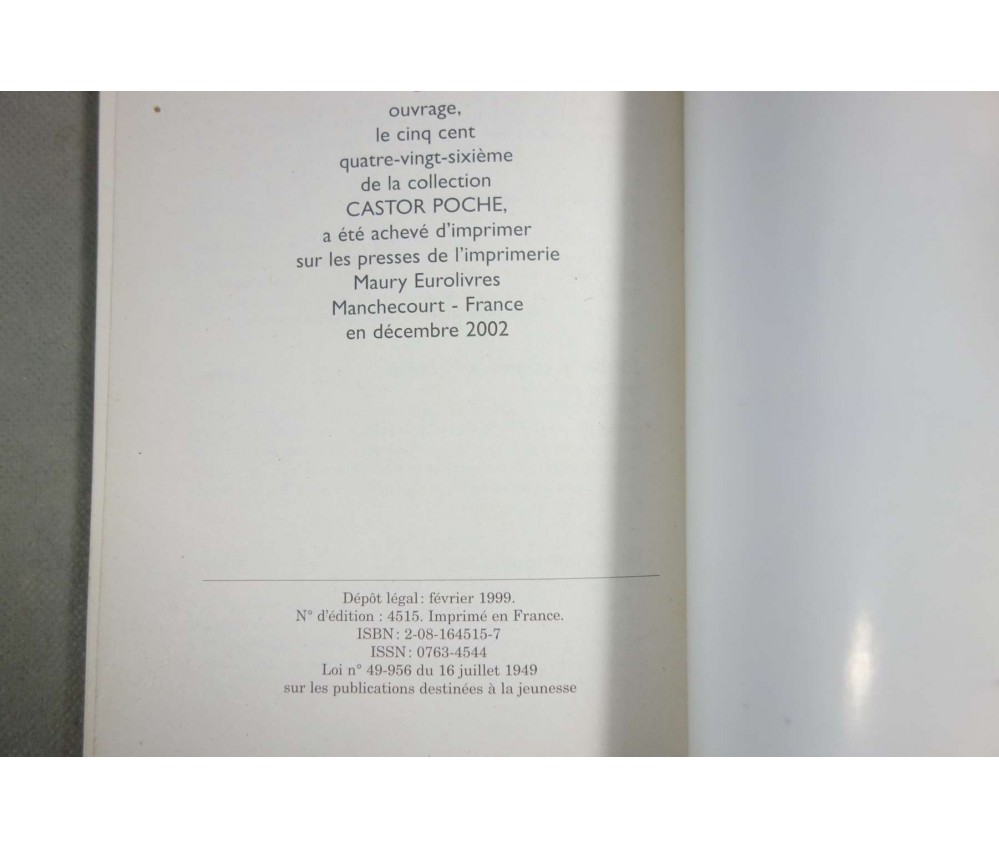 ouvrage,
le cinq cent
quatre-vingt-sixième
de la collection
CASTOR POCHE,
a été achevé d'imprimer
sur les presses de l'imprimerie
Maury Eurolivres
Manchecourt - France
en décembre 2002
Dépôt légal : février 1999.
N° d'édition : 4515. Imprimé en France.
ISBN : 2-08-164515-7
ISSN : 0763-4544
Loi n° 49-956 du 16 juillet 1949
sur les publications destinées à la jeunesse